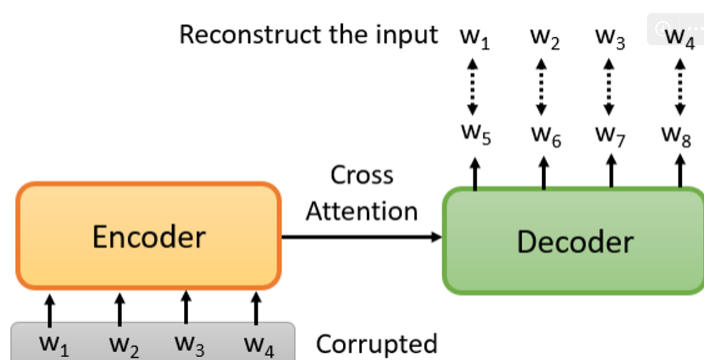 Reconstruct the input w₁ w₂ w₃ w₄
w₅ w₆ w₇ w₈
Cross
Attention
Encoder
Decoder
w₁ w₂ w₃ w₄ Corrupted